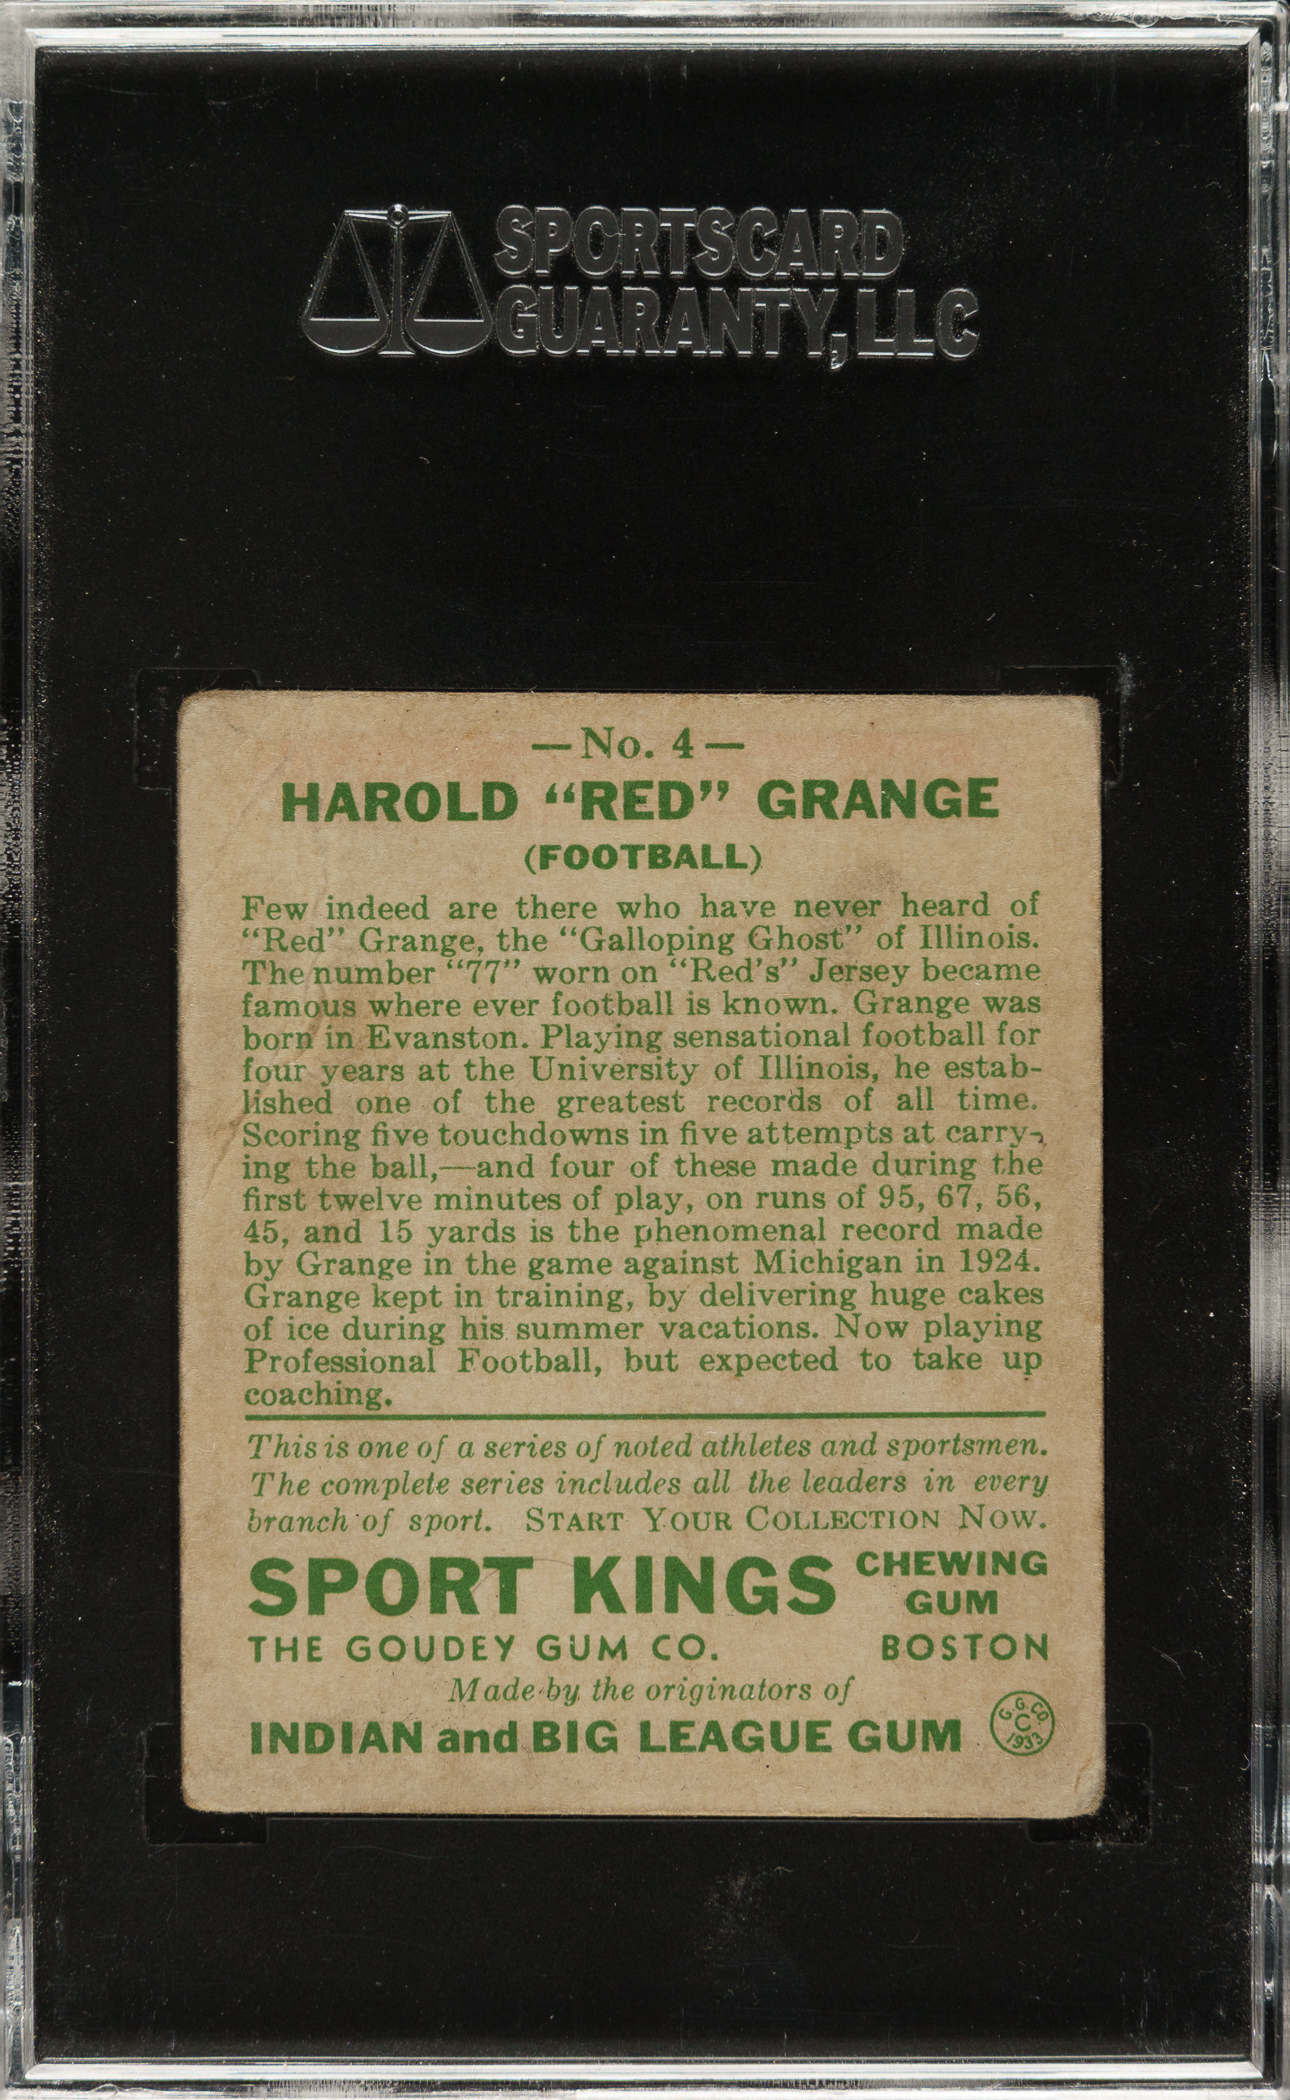 SPORTSCARD
GUARANTY, LLC
—No. 4—
HAROLD “RED” GRANGE
(FOOTBALL)
Few indeed are there who have never heard of
“Red” Grange, the “Galloping Ghost” of Illinois.
The number “77” worn on “Red's” Jersey became
famous where ever football is known. Grange was
born in Evanston. Playing sensational football for
four years at the University of Illinois, he estab-
lished one of the greatest records of all time.
Scoring five touchdowns in five attempts at carry-
ing the ball,—and four of these made during the
first twelve minutes of play, on runs of 95, 67, 56,
45, and 15 yards is the phenomenal record made
by Grange in the game against Michigan in 1924.
Grange kept in training, by delivering huge cakes
of ice during his summer vacations. Now playing
Professional Football, but expected to take up
coaching.
This is one of a series of noted athletes and sportsmen.
The complete series includes all the leaders in every
branch of sport. START YOUR COLLECTION NOW.
SPORT KINGS CHEWING GUM
THE GOUDEY GUM CO. BOSTON
Made by the originators of
INDIAN and BIG LEAGUE GUM
G. G. CO.
C
1933